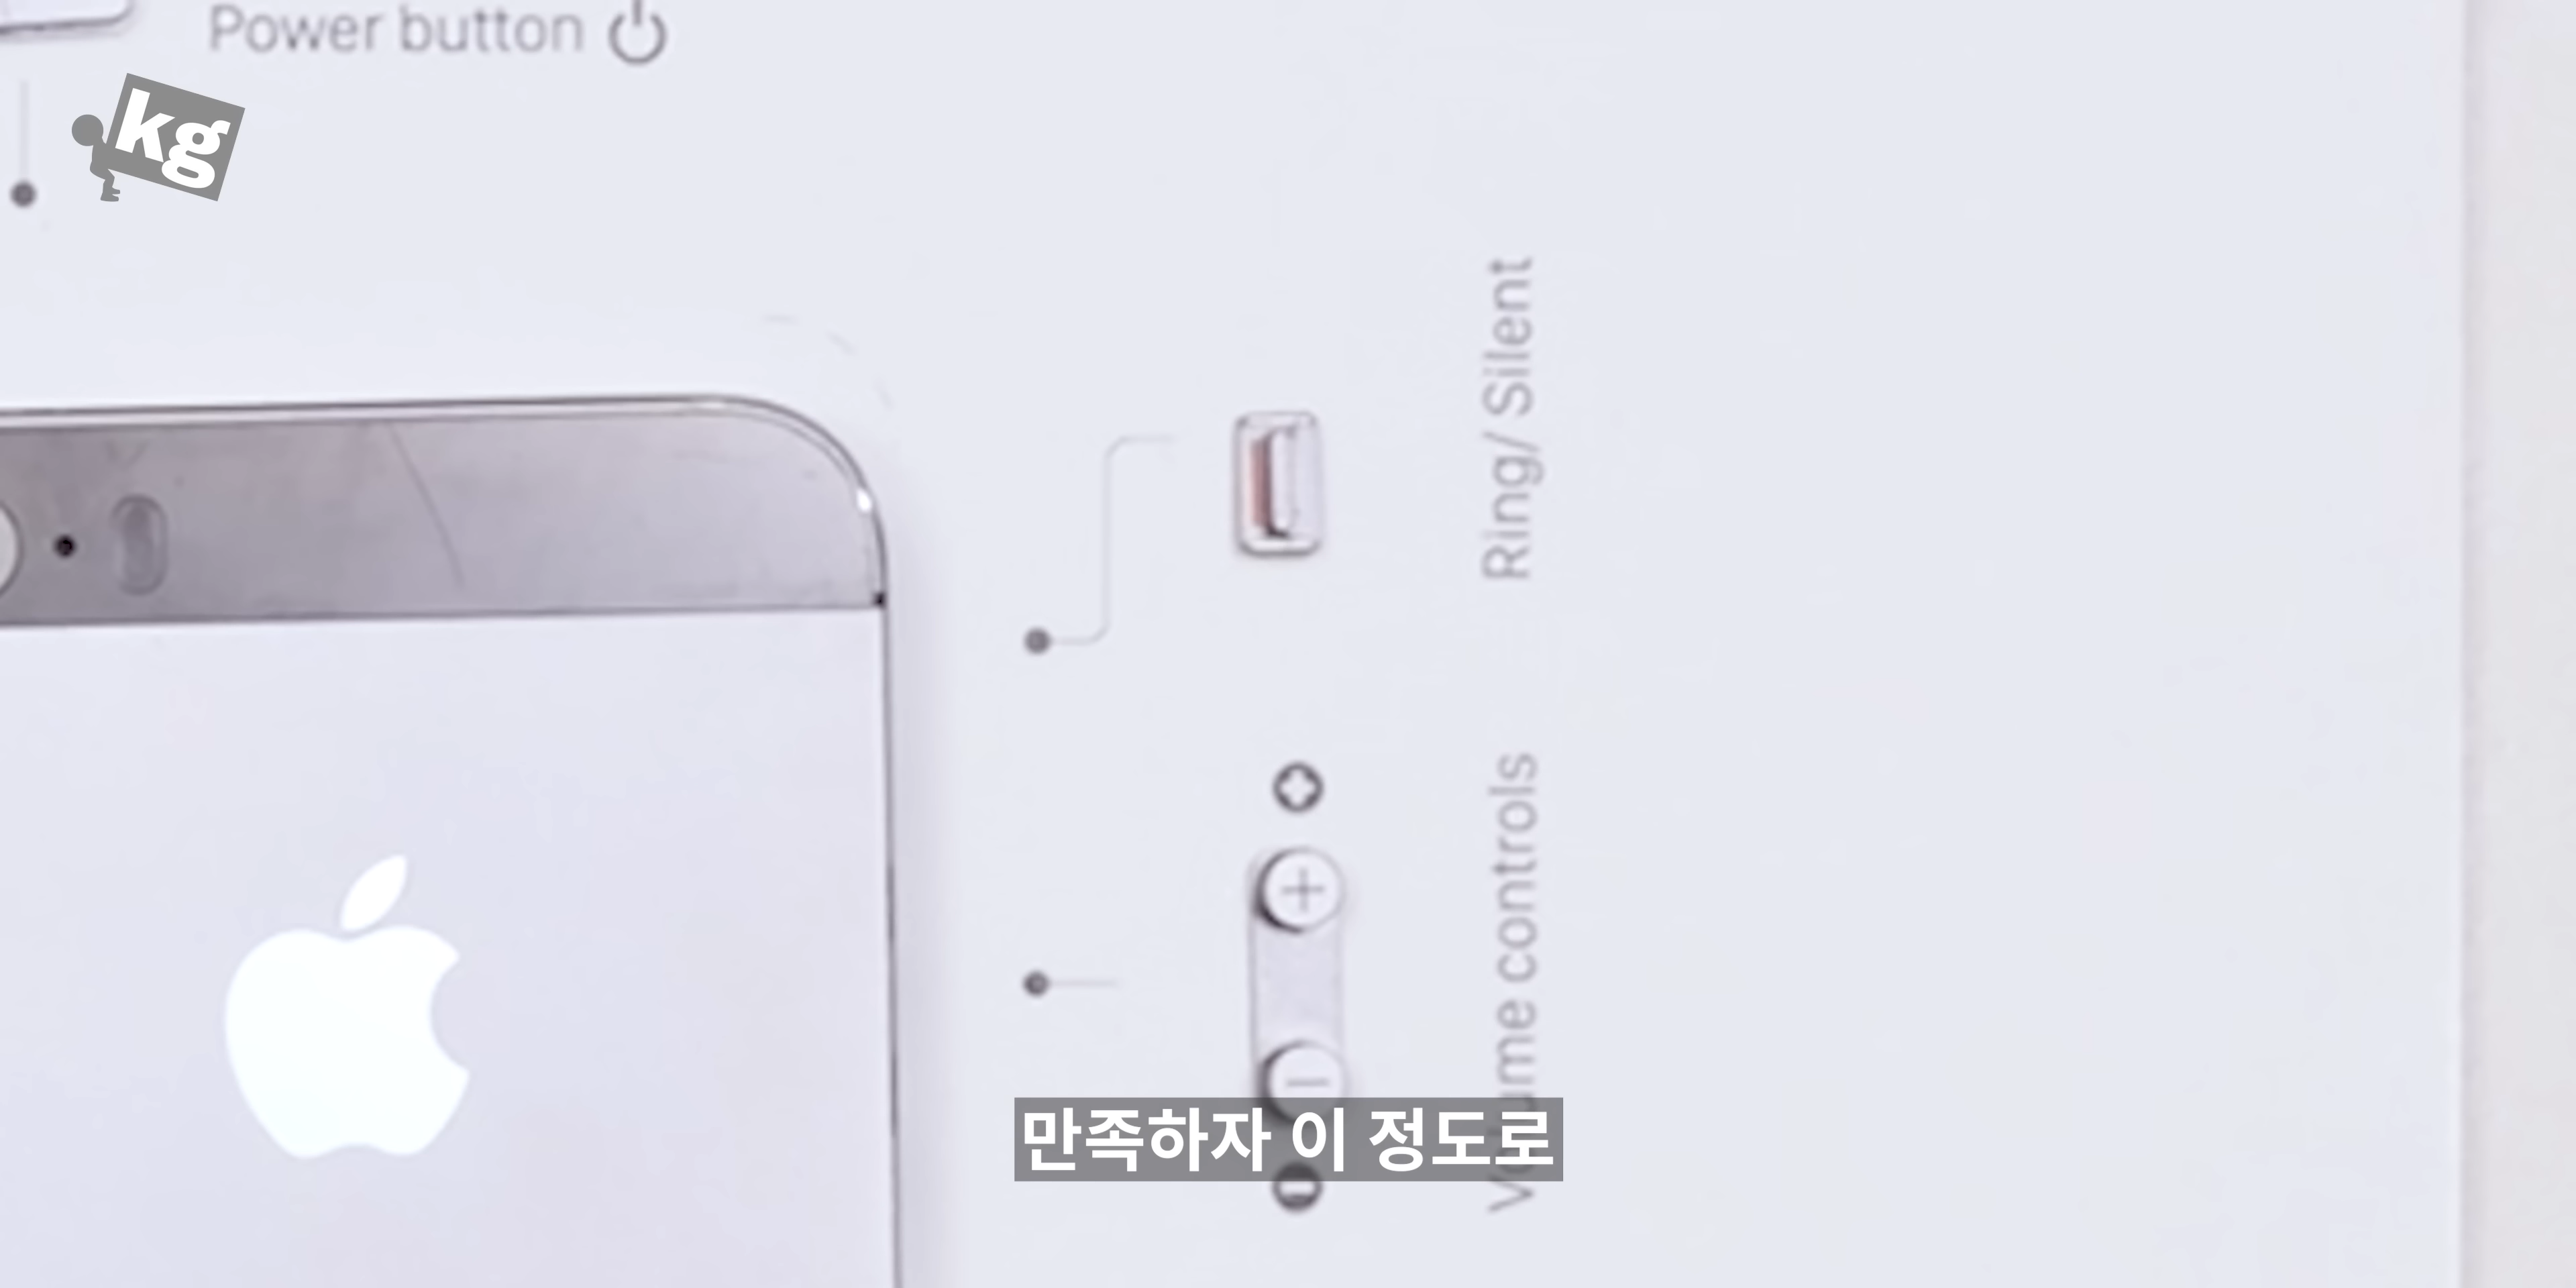 Power button
kg
Ring/ Silent
Volume controls
만족하자 이 정도로